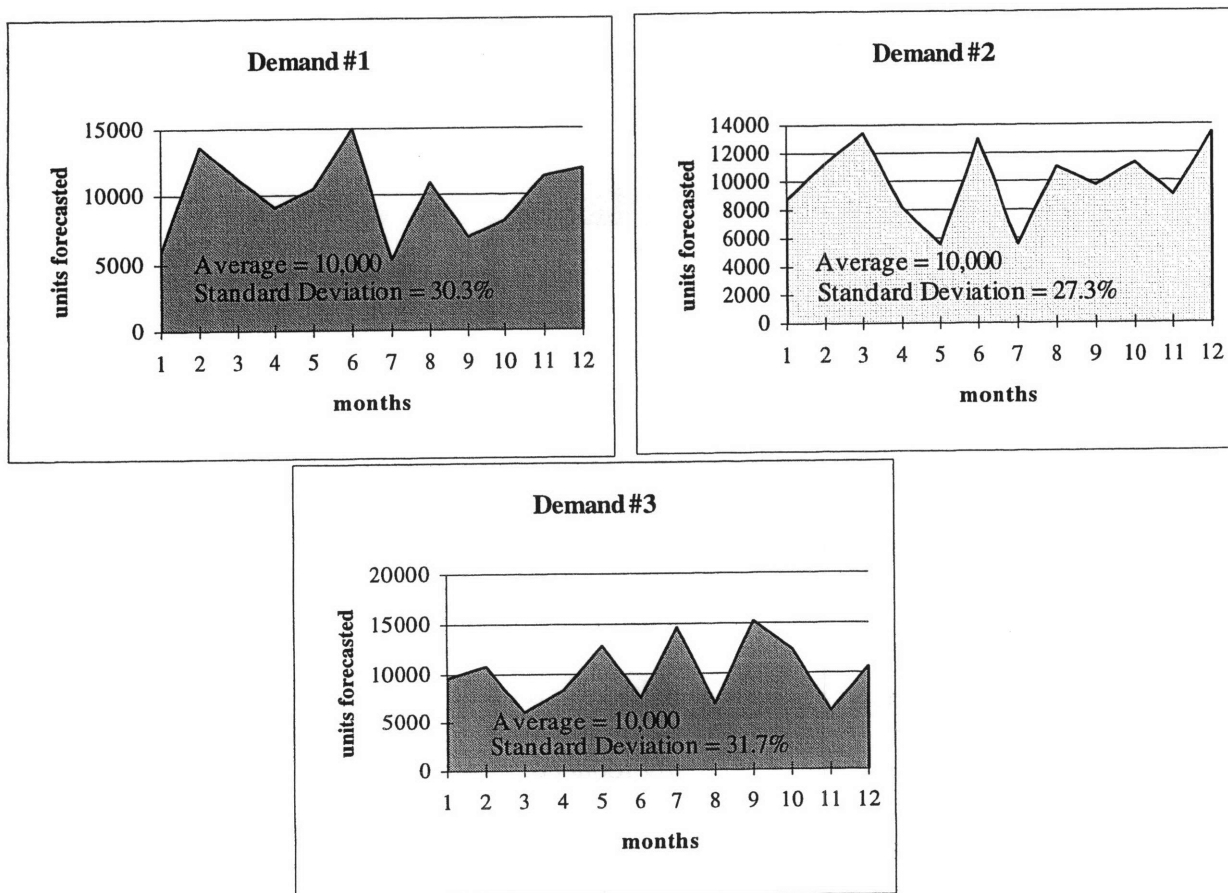 Demand #1
units forecasted
15000
10000
5000
0
Average = 10,000
Standard Deviation = 30.3%
1 2 3 4 5 6 7 8 9 10 11 12
months
Demand #2
units forecasted
14000
12000
10000
8000
6000
4000
2000
0
Average = 10,000
Standard Deviation = 27.3%
1 2 3 4 5 6 7 8 9 10 11 12
months
Demand #3
units forecasted
20000
15000
10000
5000
0
Average = 10,000
Standard Deviation = 31.7%
1 2 3 4 5 6 7 8 9 10 11 12
months